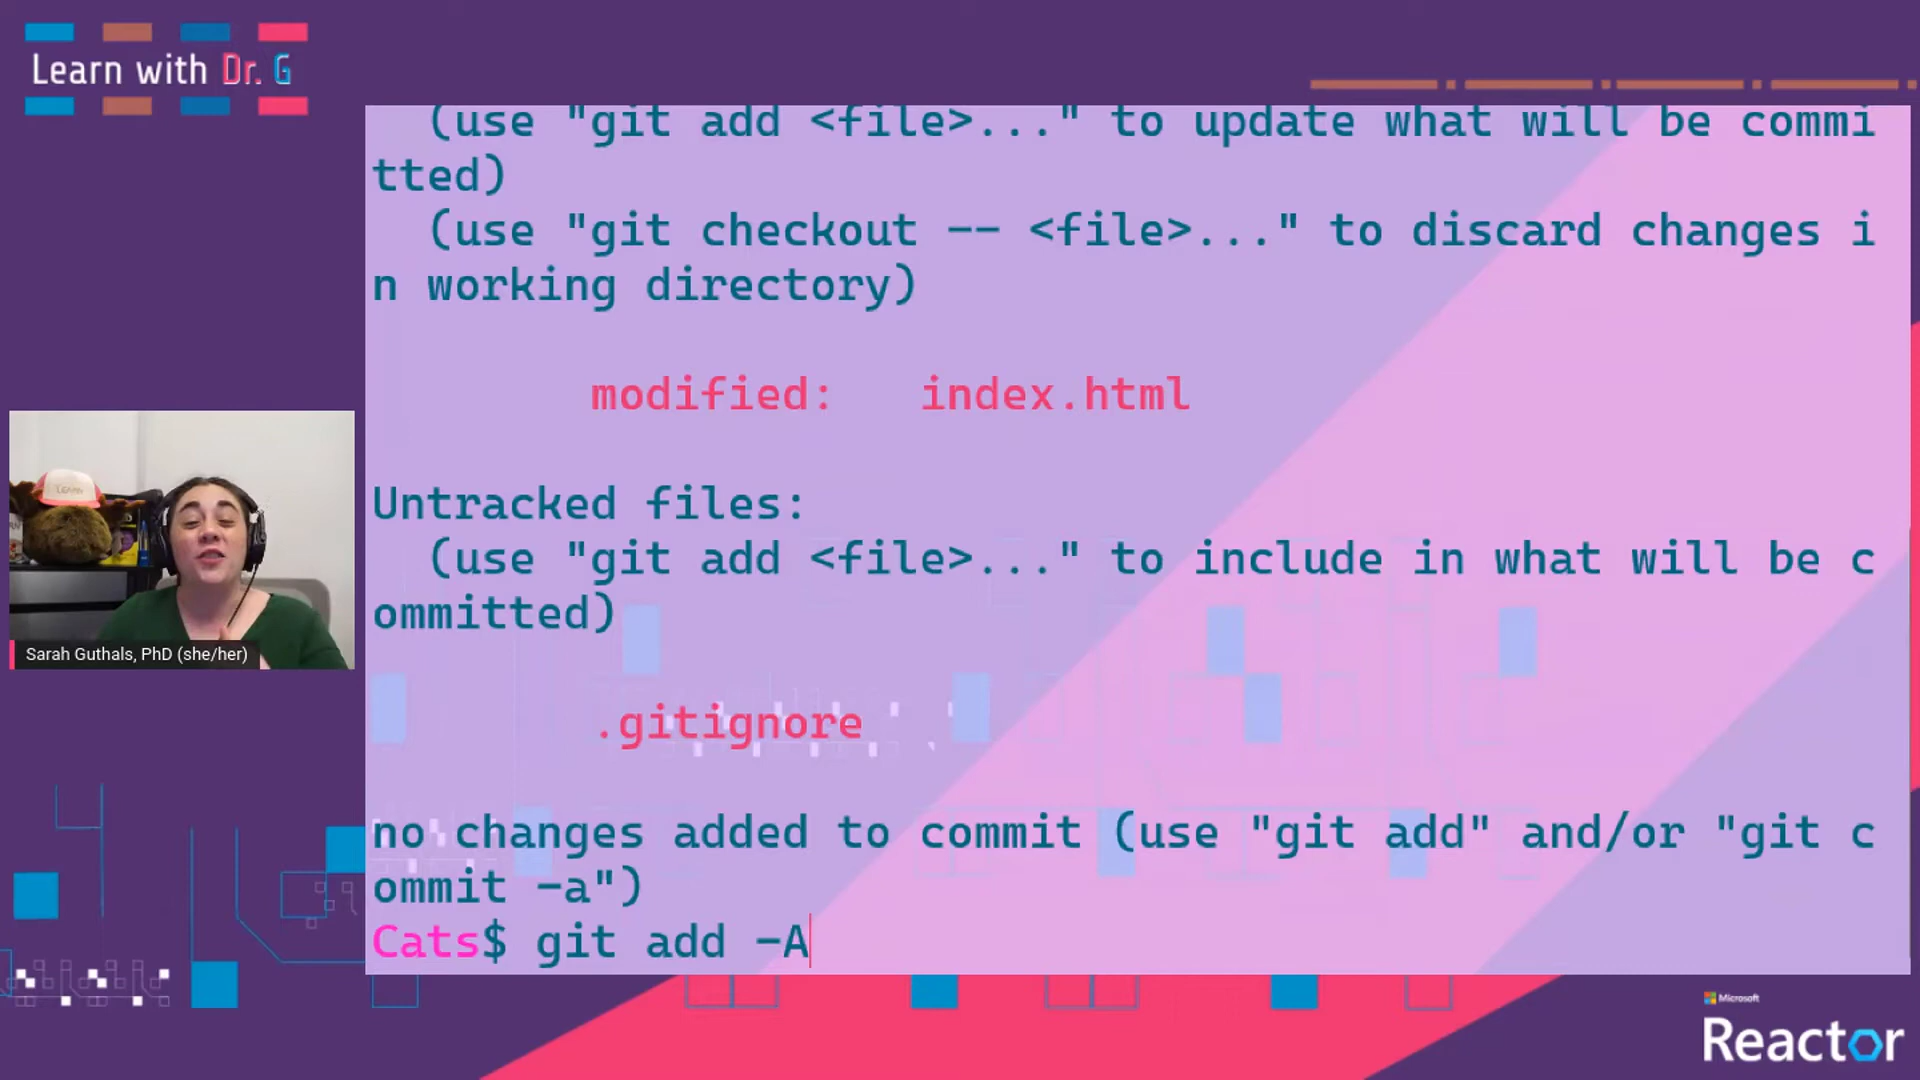 Learn with Dr. G
(use "git add <file>..." to update what will be commi
tted)
(use "git checkout -- <file>..." to discard changes i
n working directory)
modified:   index.html
Untracked files:
(use "git add <file>..." to include in what will be c
ommitted)
.gitignore
no changes added to commit (use "git add" and/or "git c
ommit -a")
Cats$ git add -A
LEARN
Sarah Guthals, PhD (she/her)
Microsoft
Reactor